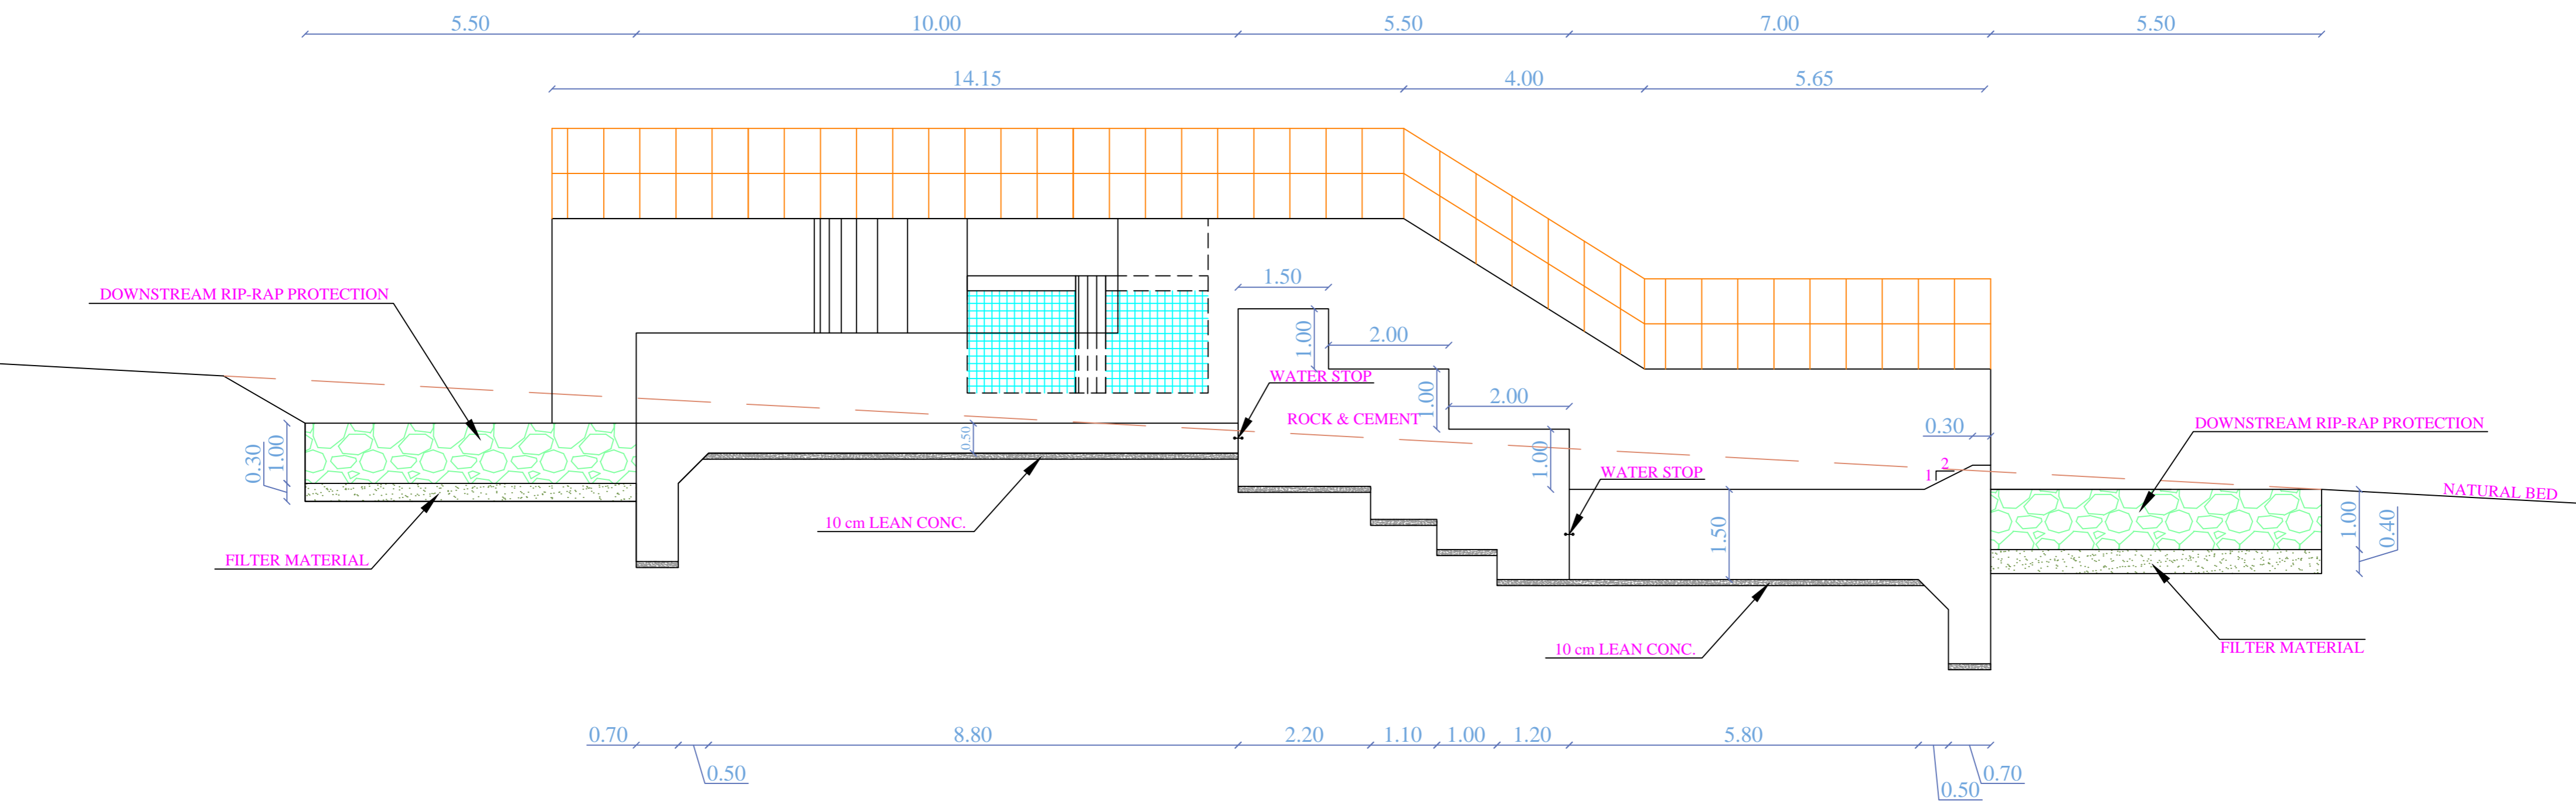 5.50 10.00 5.50 7.00 5.50
14.15 4.00 5.65
1.50
DOWNSTREAM RIP-RAP PROTECTION
1.00
2.00
WATER STOP
1.00
2.00
ROCK & CEMENT
DOWNSTREAM RIP-RAP PROTECTION
0.30
0.30
1.00
0.50
1.00
2
1
WATER STOP
NATURAL BED
10 cm LEAN CONC.
1.50
1.00
0.40
FILTER MATERIAL
10 cm LEAN CONC.
FILTER MATERIAL
0.70 8.80 2.20 1.10 1.00 1.20 5.80
0.50
0.70
0.50